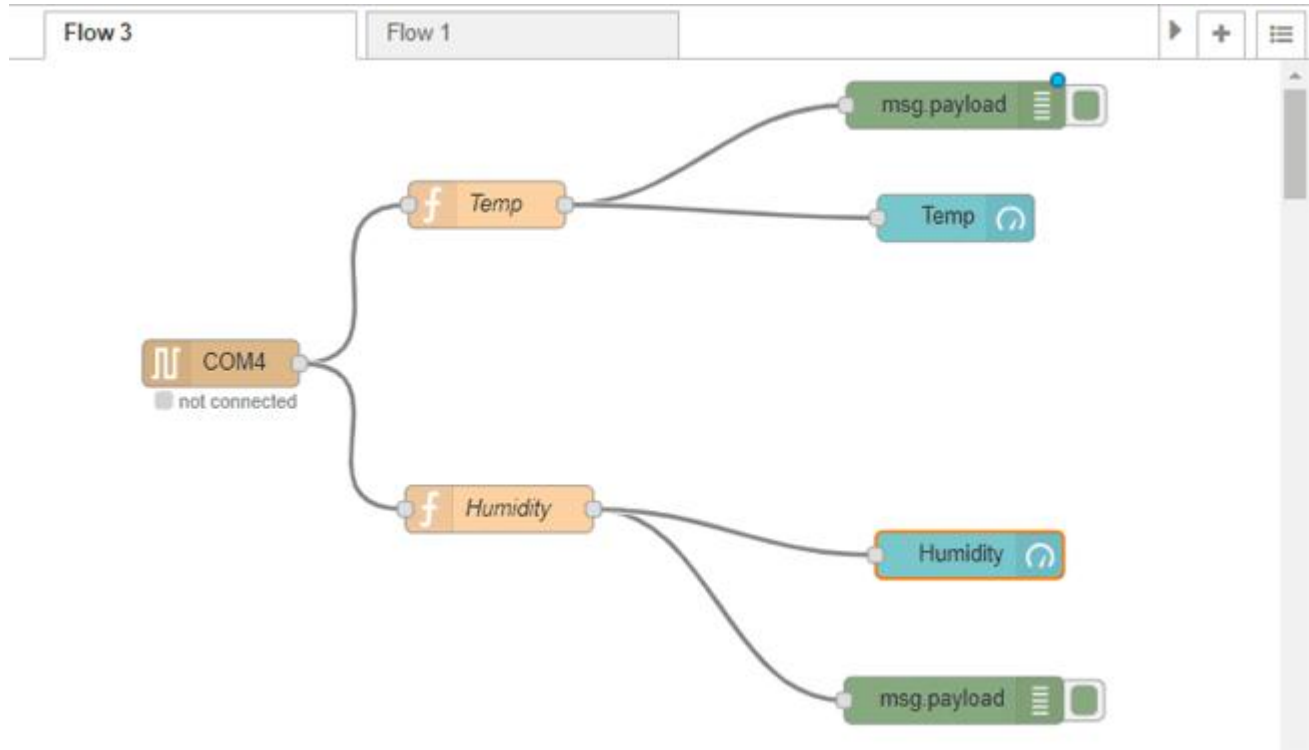 Flow 3
Flow 1
msg.payload
Temp
Temp
COM4
not connected
Humidity
Humidity
msg.payload